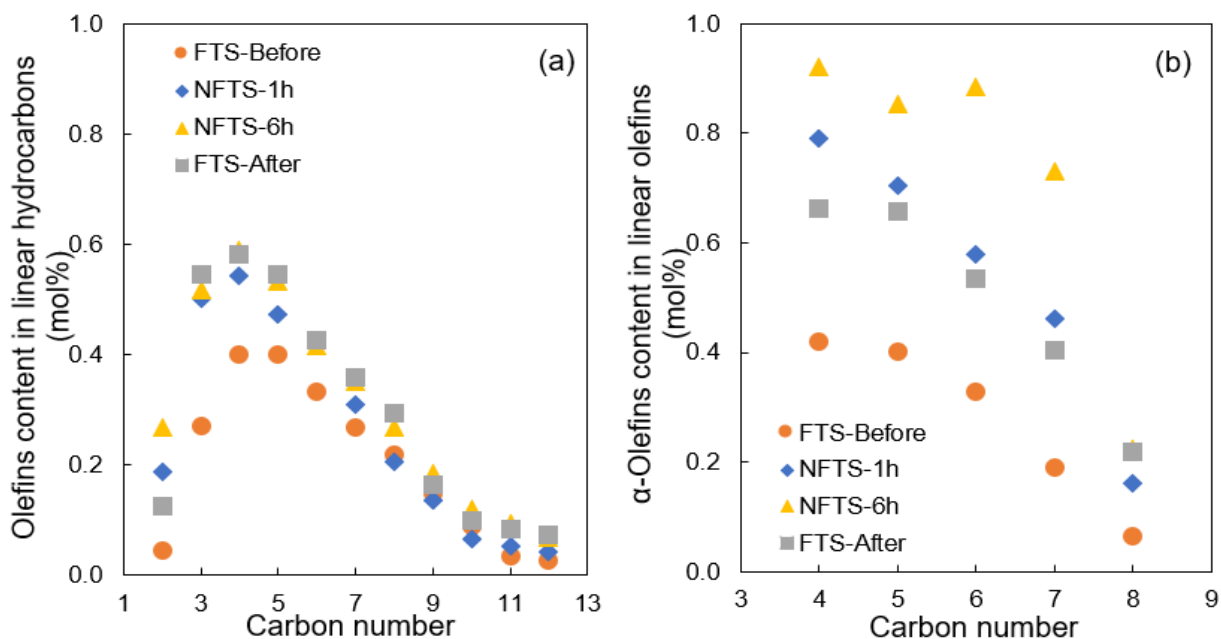 Olefins content in linear hydrocarbons
(mol%)
1.0
0.8
0.6
0.4
0.2
0.0
FTS-Before
NFTS-1h
NFTS-6h
FTS-After
(a)
1 3 5 7 9 11 13
Carbon number
α-Olefins content in linear olefins
(mol%)
1.0
0.8
0.6
0.4
0.2
0.0
(b)
FTS-Before
NFTS-1h
NFTS-6h
FTS-After
3 4 5 6 7 8 9
Carbon number